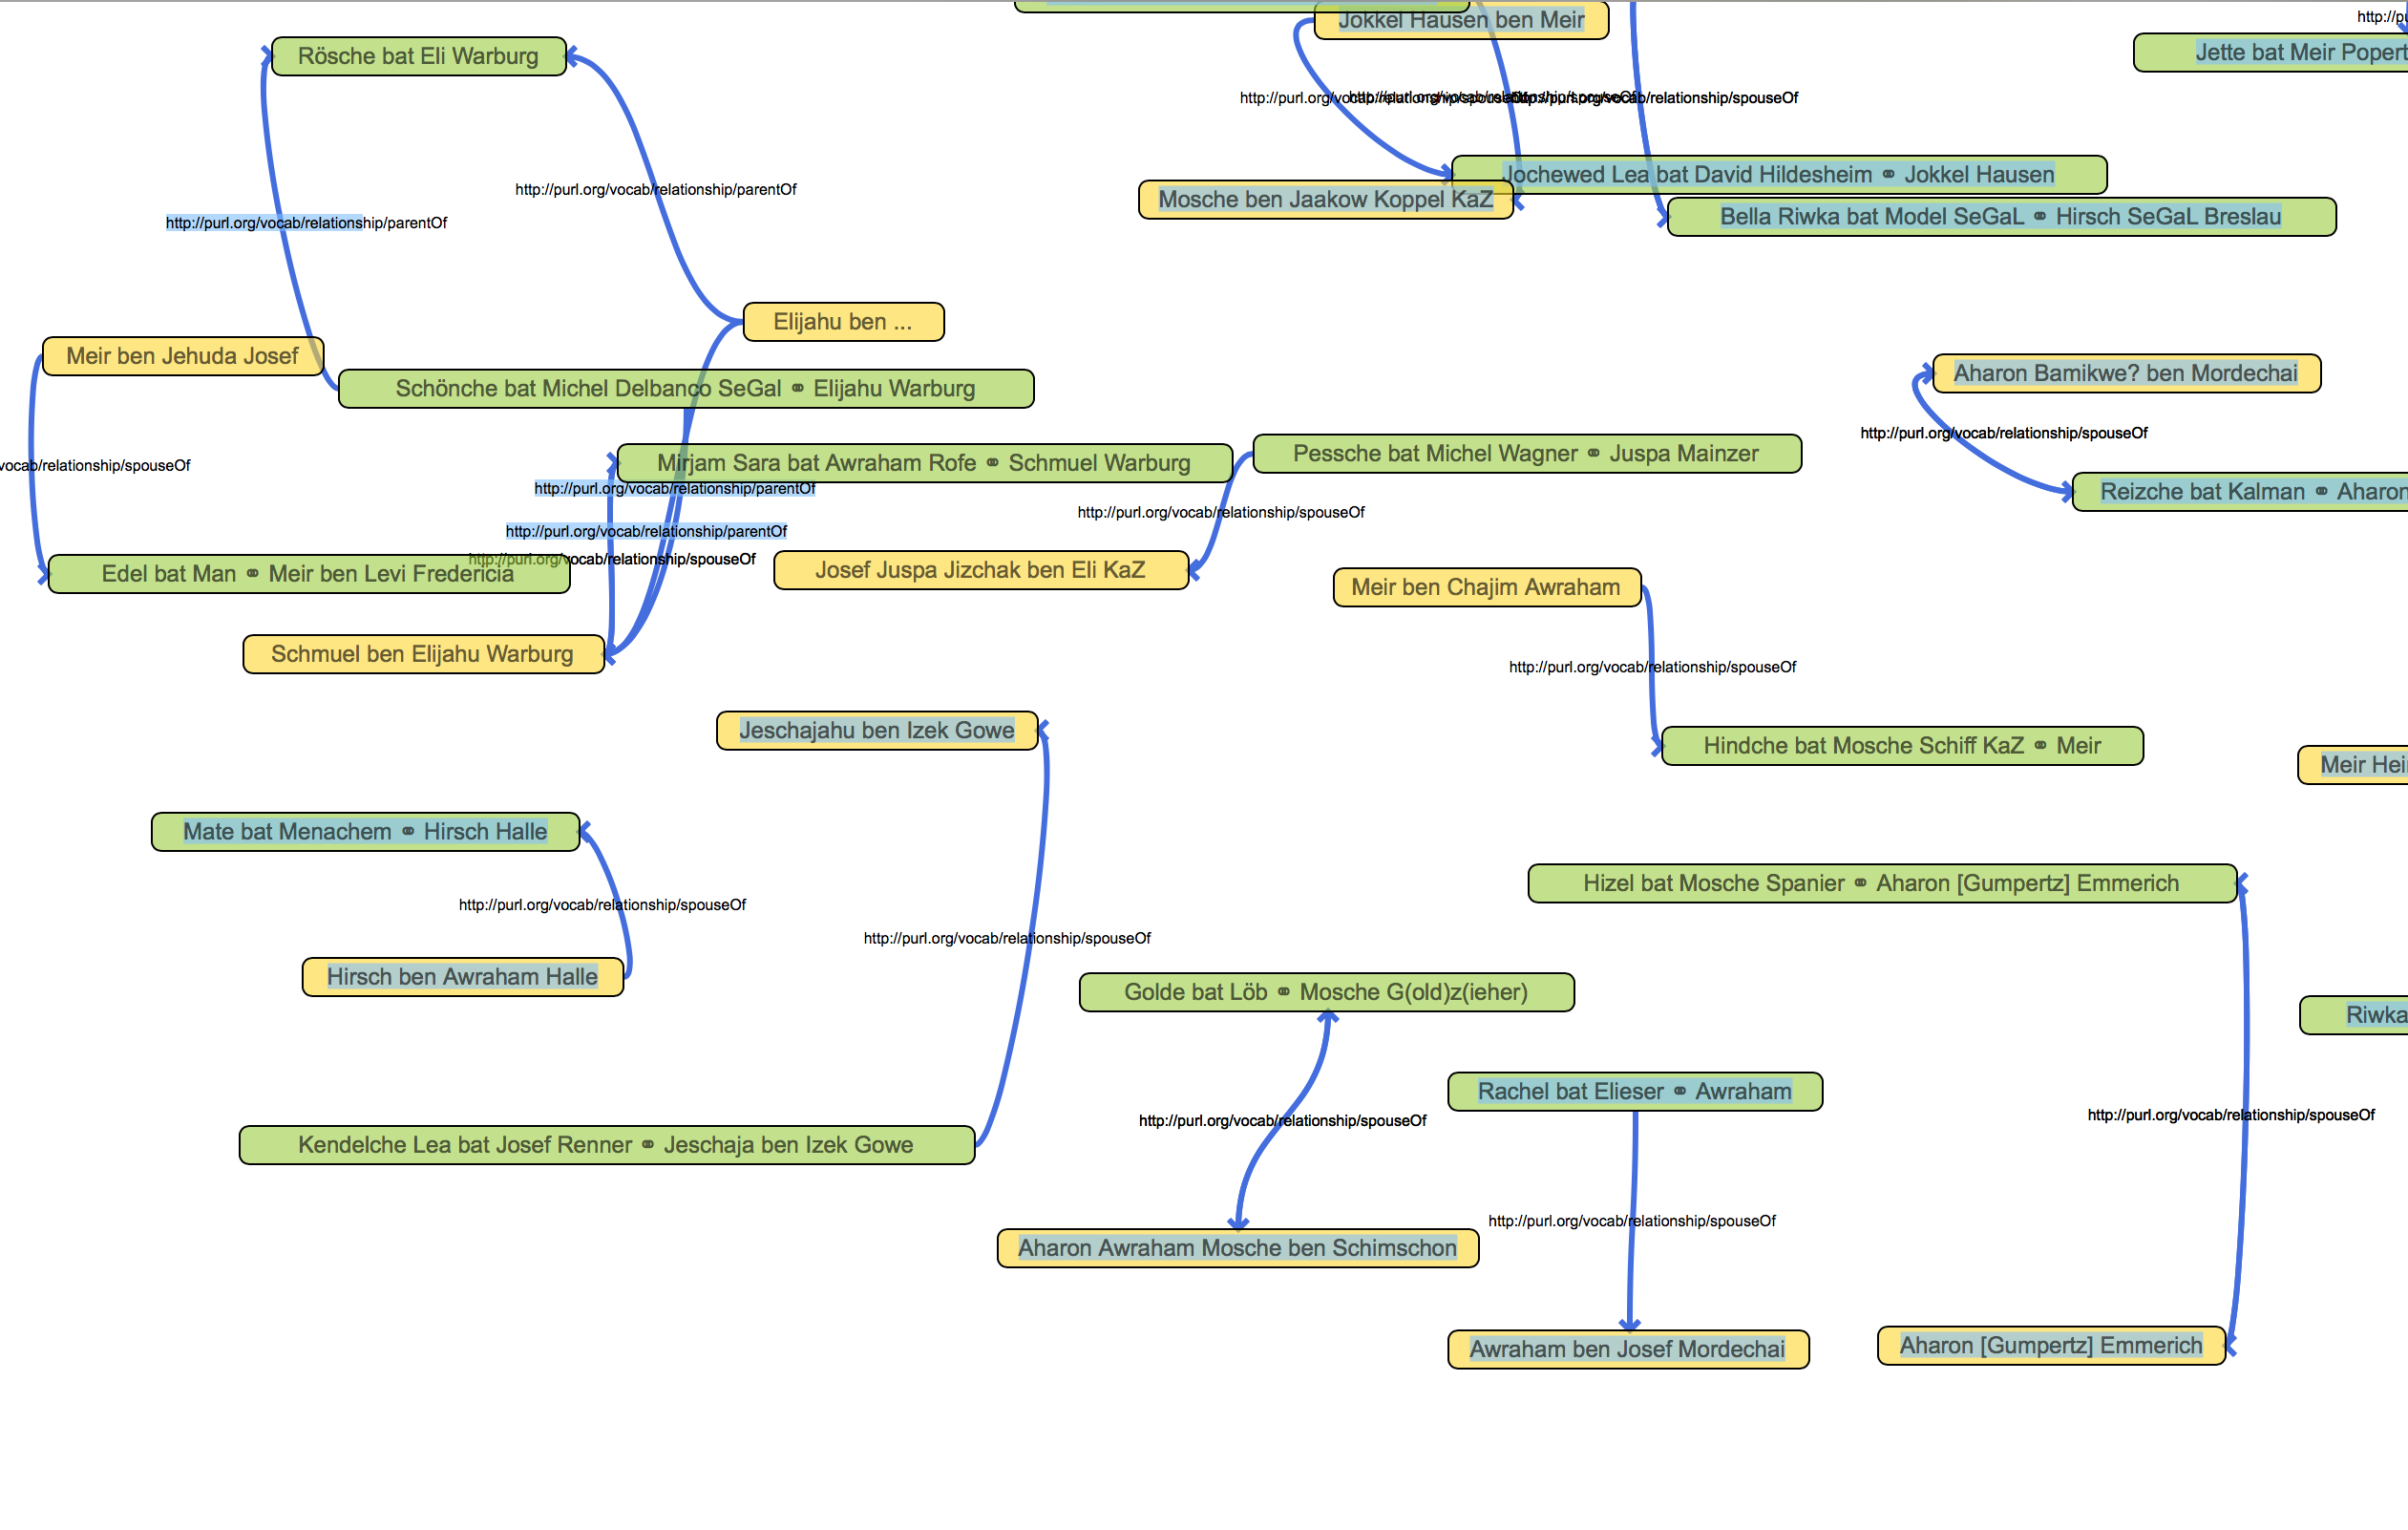 Jokkel Hausen ben Meir
http://pu
Rösche bat Eli Warburg
Jette bat Meir Popert
http://purl.org/vocab/relationship/spouseOf
http://purl.org/vocab/relationship/spouseOf
http://purl.org/vocab/relationship/spouseOf
Jochewed Lea bat David Hildesheim ⚭ Jokkel Hausen
http://purl.org/vocab/relationship/parentOf
Mosche ben Jaakow Koppel KaZ
Bella Riwka bat Model SeGaL ⚭ Hirsch SeGaL Breslau
http://purl.org/vocab/relationship/parentOf
Elijahu ben ...
Meir ben Jehuda Josef
Aharon Bamikwe? ben Mordechai
Schönche bat Michel Delbanco SeGal ⚭ Elijahu Warburg
http://purl.org/vocab/relationship/spouseOf
Pessche bat Michel Wagner ⚭ Juspa Mainzer
Mirjam Sara bat Awraham Rofe ⚭ Schmuel Warburg
vocab/relationship/spouseOf
http://purl.org/vocab/relationship/parentOf
Reizche bat Kalman ⚭ Aharon
http://purl.org/vocab/relationship/spouseOf
http://purl.org/vocab/relationship/parentOf
http://purl.org/vocab/relationship/spouseOf
Edel bat Man ⚭ Meir ben Levi Fredericia
Josef Juspa Jizchak ben Eli KaZ
Meir ben Chajim Awraham
Schmuel ben Elijahu Warburg
http://purl.org/vocab/relationship/spouseOf
Jeschajahu ben Izek Gowe
Hindche bat Mosche Schiff KaZ ⚭ Meir
Meir Hei
Mate bat Menachem ⚭ Hirsch Halle
Hizel bat Mosche Spanier ⚭ Aharon [Gumpertz] Emmerich
http://purl.org/vocab/relationship/spouseOf
http://purl.org/vocab/relationship/spouseOf
Hirsch ben Awraham Halle
Golde bat Löb ⚭ Mosche G(old)z(ieher)
Riwka
Rachel bat Elieser ⚭ Awraham
http://purl.org/vocab/relationship/spouseOf
http://purl.org/vocab/relationship/spouseOf
Kendelche Lea bat Josef Renner ⚭ Jeschaja ben Izek Gowe
http://purl.org/vocab/relationship/spouseOf
Aharon Awraham Mosche ben Schimschon
Awraham ben Josef Mordechai
Aharon [Gumpertz] Emmerich